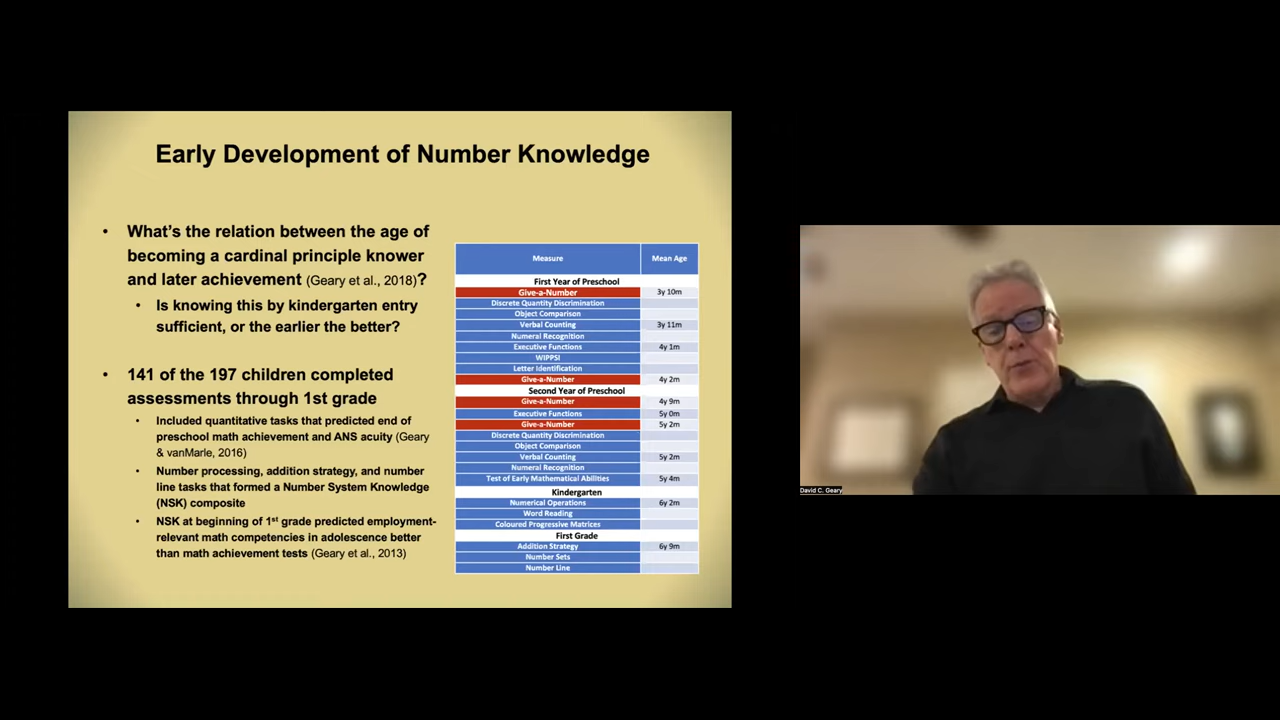 Early Development of Number Knowledge
• What's the relation between the age of
becoming a cardinal principle knower
and later achievement (Geary et al., 2018)?
• Is knowing this by kindergarten entry
sufficient, or the earlier the better?
• 141 of the 197 children completed
assessments through 1st grade
• Included quantitative tasks that predicted end of
preschool math achievement and ANS acuity (Geary
& vanMarle, 2016)
• Number processing, addition strategy, and number
line tasks that formed a Number System Knowledge
(NSK) composite
• NSK at beginning of 1st grade predicted employment-
relevant math competencies in adolescence better
than math achievement tests (Geary et al., 2013)
Measure Mean Age
First Year of Preschool
Give-a-Number 3y 10m
Discrete Quantity Discrimination
Object Comparison
Verbal Counting 3y 11m
Numeral Recognition
Executive Functions 4y 1m
WIPPSI
Letter Identification
Give-a-Number 4y 2m
Second Year of Preschool
Give-a-Number 4y 9m
Executive Functions 5y 0m
Give-a-Number 5y 2m
Discrete Quantity Discrimination
Object Comparison
Verbal Counting 5y 2m
Numeral Recognition
Test of Early Mathematical Abilities 5y 4m
Kindergarten
Numerical Operations 6y 2m
Word Reading
Coloured Progressive Matrices
First Grade
Addition Strategy 6y 9m
Number Sets
Number Line
David C. Geary